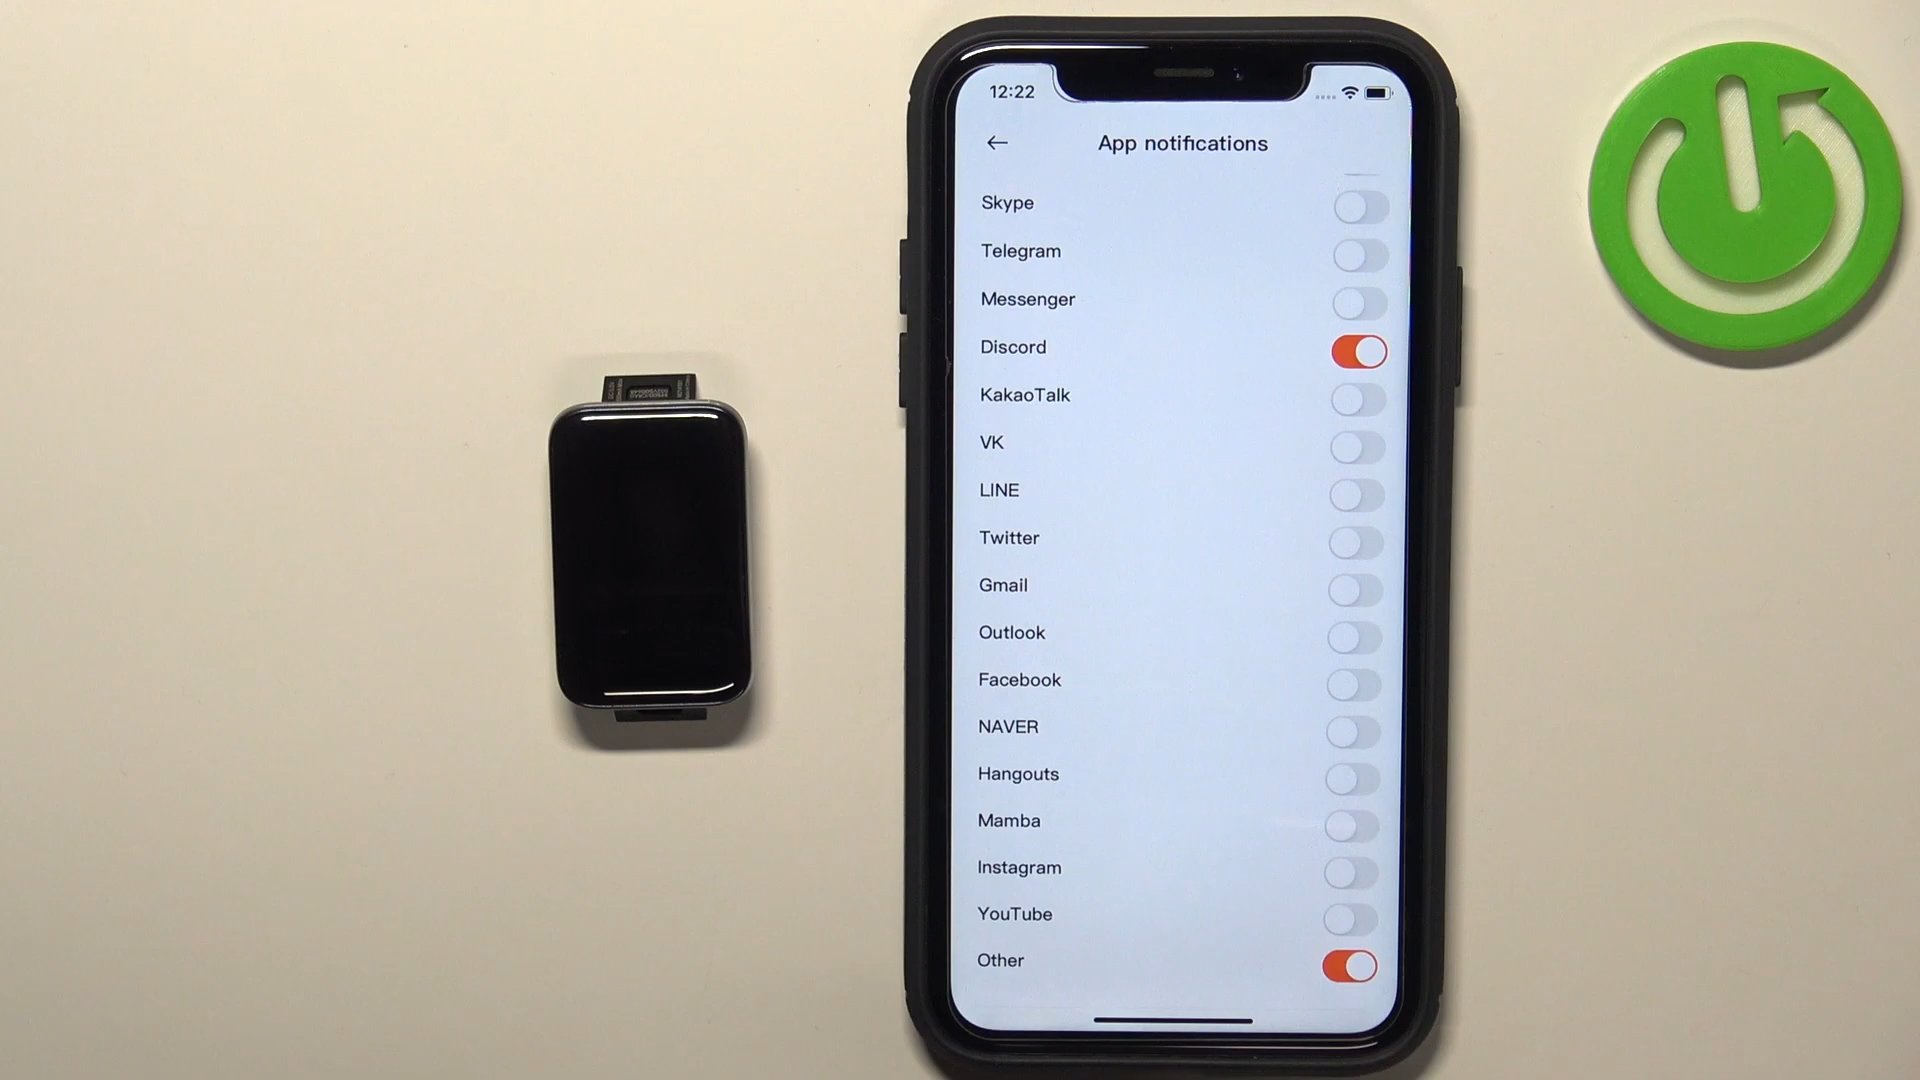 12:22
App notifications
Skype
Telegram
Messenger
Discord
KakaoTalk
VK
LINE
Twitter
Gmail
Outlook
Facebook
NAVER
Hangouts
Mamba
Instagram
YouTube
Other